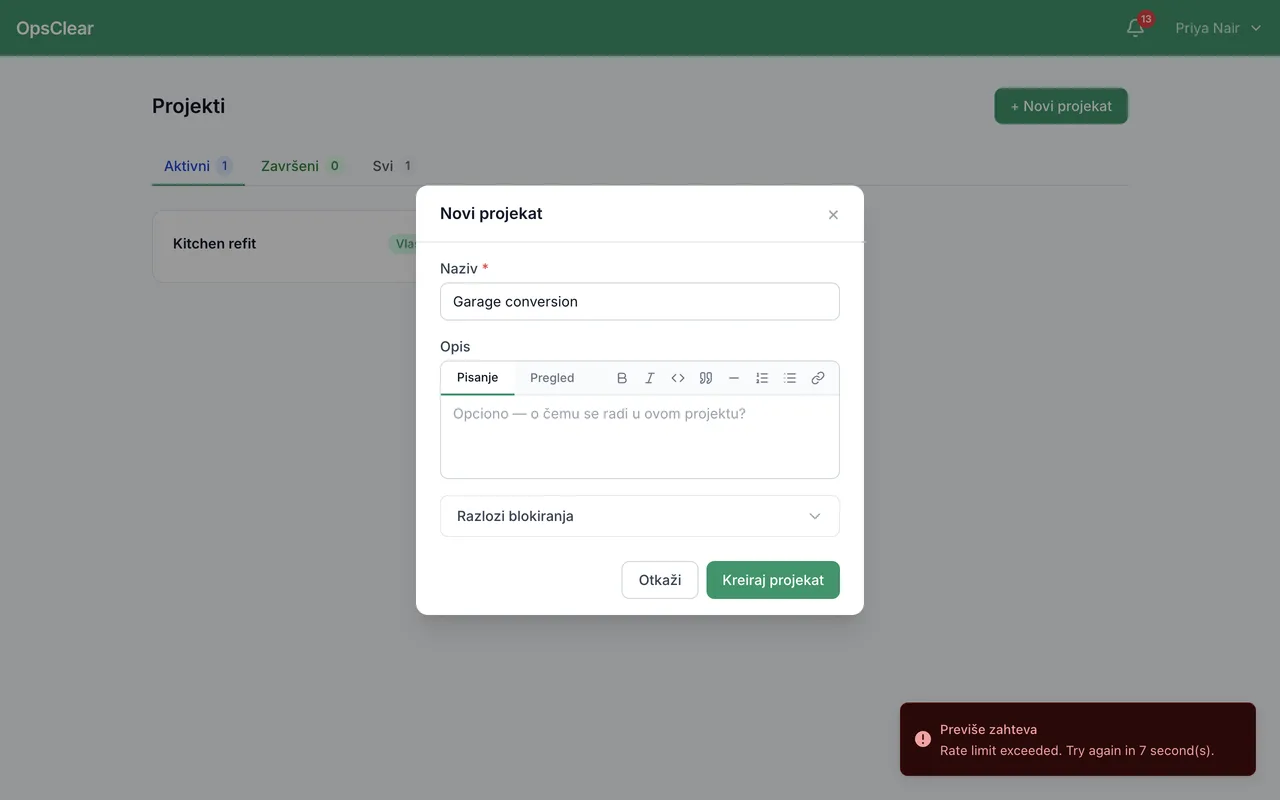 OpsClear
13
Priya Nair
Projekti
+ Novi projekat
Aktivni 1
Završeni 0
Svi 1
Kitchen refit
Novi projekat
Naziv *
Garage conversion
Opis
Pisanje
Pregled
Opciono — o čemu se radi u ovom projektu?
Razlozi blokiranja
Otkaži
Kreiraj projekat
Previše zahteva
Rate limit exceeded. Try again in 7 second(s).